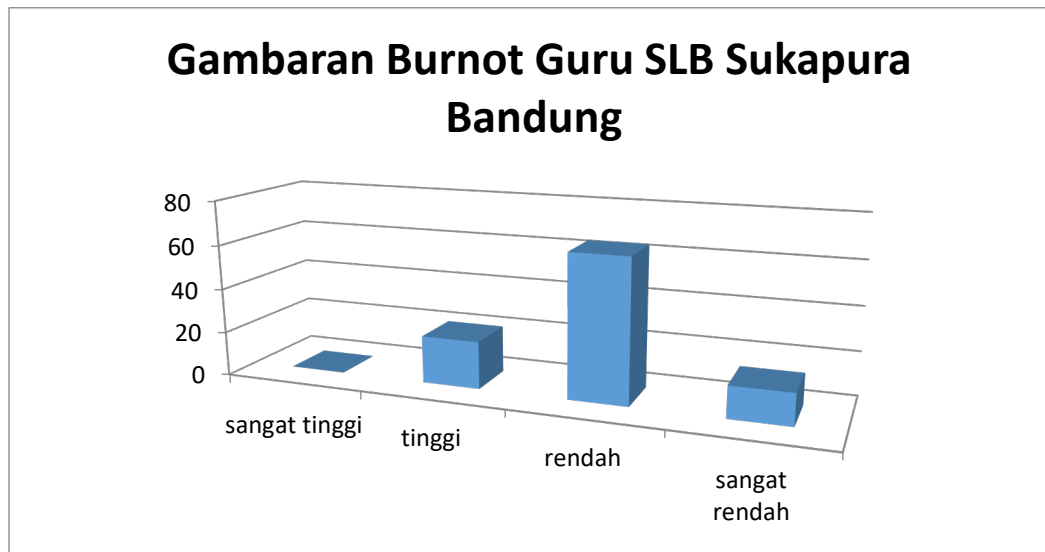 Gambaran Burnot Guru SLB Sukapura
Bandung
80
60
40
20
0
sangat tinggi
tinggi
rendah
sangat
rendah